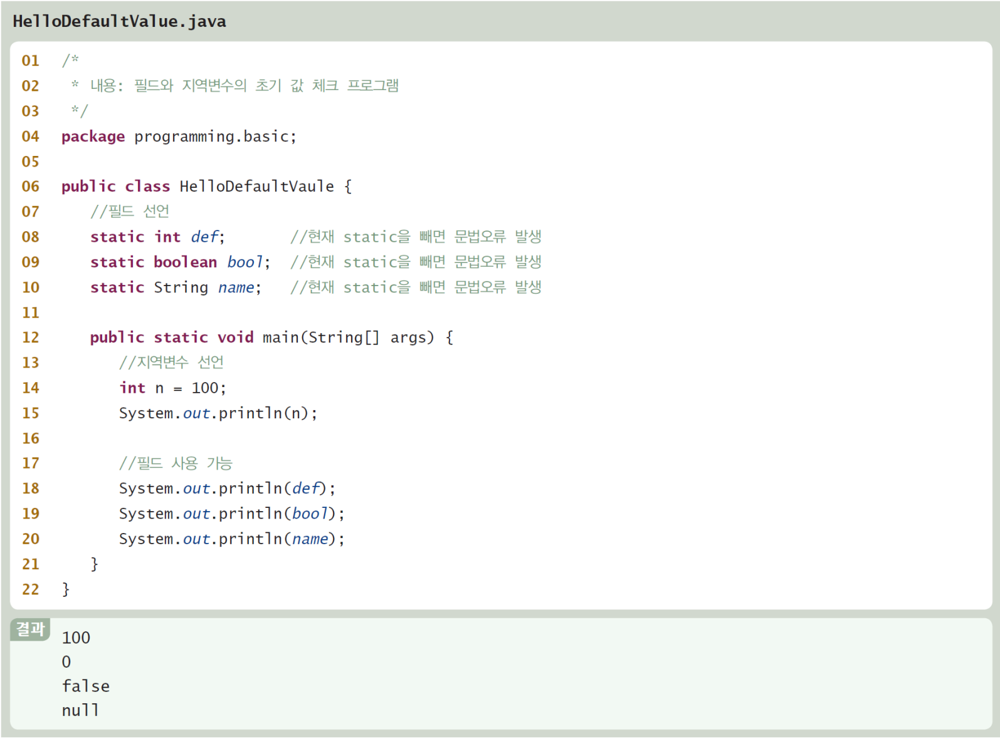 HelloDefaultValue.java
01 /*
02  * 내용: 필드와 지역변수의 초기 값 체크 프로그램
03  */
04 package programming.basic;
05
06 public class HelloDefaultVaule {
07    //필드 선언
08    static int def;       //현재 static을 빼면 문법오류 발생
09    static boolean bool;  //현재 static을 빼면 문법오류 발생
10    static String name;   //현재 static을 빼면 문법오류 발생
11
12    public static void main(String[] args) {
13       //지역변수 선언
14       int n = 100;
15       System.out.println(n);
16
17       //필드 사용 가능
18       System.out.println(def);
19       System.out.println(bool);
20       System.out.println(name);
21    }
22 }
결과
100
0
false
null